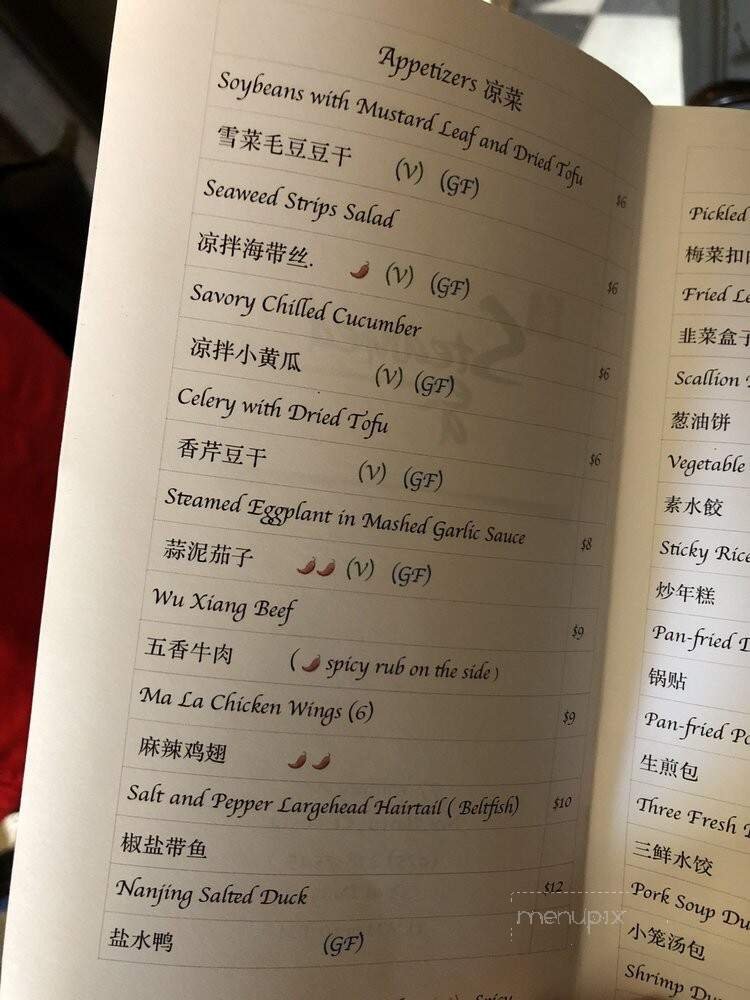 Appetizers 凉菜
Soybeans with Mustard Leaf and Dried Tofu
雪菜毛豆豆干 (V) (GF) $6
Seaweed Strips Salad
凉拌海带丝. (V) (GF) $6
Savory Chilled Cucumber
凉拌小黄瓜 (V) (GF) $6
Celery with Dried Tofu
香芹豆干 (V) (GF) $6
Steamed Eggplant in Mashed Garlic Sauce
蒜泥茄子 (V) (GF) $8
Wu Xiang Beef
五香牛肉 ( spicy rub on the side ) $9
Ma La Chicken Wings (6)
麻辣鸡翅 $9
Salt and Pepper Largehead Hairtail ( Beltfish)
椒盐带鱼 $10
Nanjing Salted Duck
盐水鸭 (GF) $12
Spicy
Pickled
梅菜扣肉
Fried Le
韭菜盒子
Scallion
葱油饼
Vegetable
素水餃
Sticky Rice
炒年糕
Pan-fried D
锅贴
Pan-fried Po
生煎包
Three Fresh
三鲜水饺
Pork Soup Du
小笼汤包
Shrimp Dum
menupix